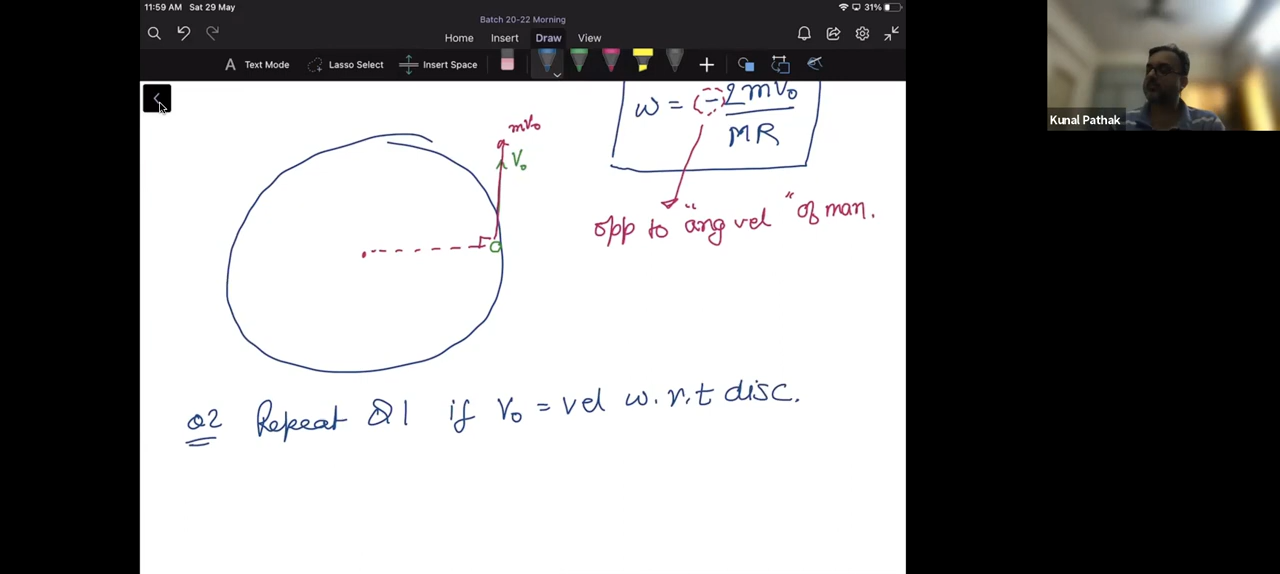 11:59 AM Sat 29 May
31%
Batch 20-22 Morning
Home Insert Draw View
A Text Mode Lasso Select Insert Space
ω = - 2mV₀ / MR
mV₀
V₀
opp to "ang vel" of man.
Q2 Repeat Q1 if V₀ = vel w.r.t disc.
Kunal Pathak